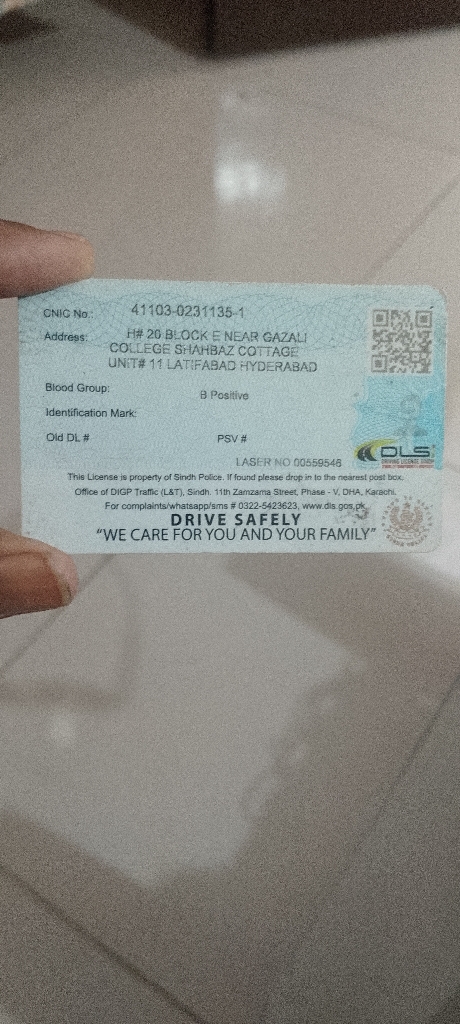 CNIC No.: 41103-0231135-1
Address: H# 20 BLOCK E NEAR GAZALI
COLLEGE SHAHBAZ COTTAGE
UNIT# 11 LATIFABAD HYDERABAD
Blood Group: B Positive
Identification Mark:
Old DL # PSV #
DLS
DRIVING LICENSE SINDH
LASER NO 00559546
This License is property of Sindh Police. If found please drop in to the nearest post box.
Office of DIGP Traffic (L&T), Sindh. 11th Zamzama Street, Phase - V, DHA, Karachi.
For complaints/whatsapp/sms # 0322-5423623, www.dls.gos.pk
DRIVE SAFELY
"WE CARE FOR YOU AND YOUR FAMILY"